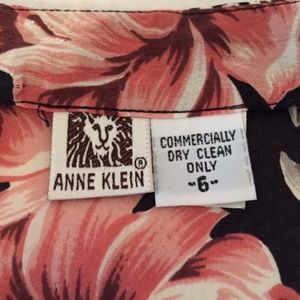 ANNE KLEIN®
COMMERCIALLY
DRY CLEAN
ONLY
-6-